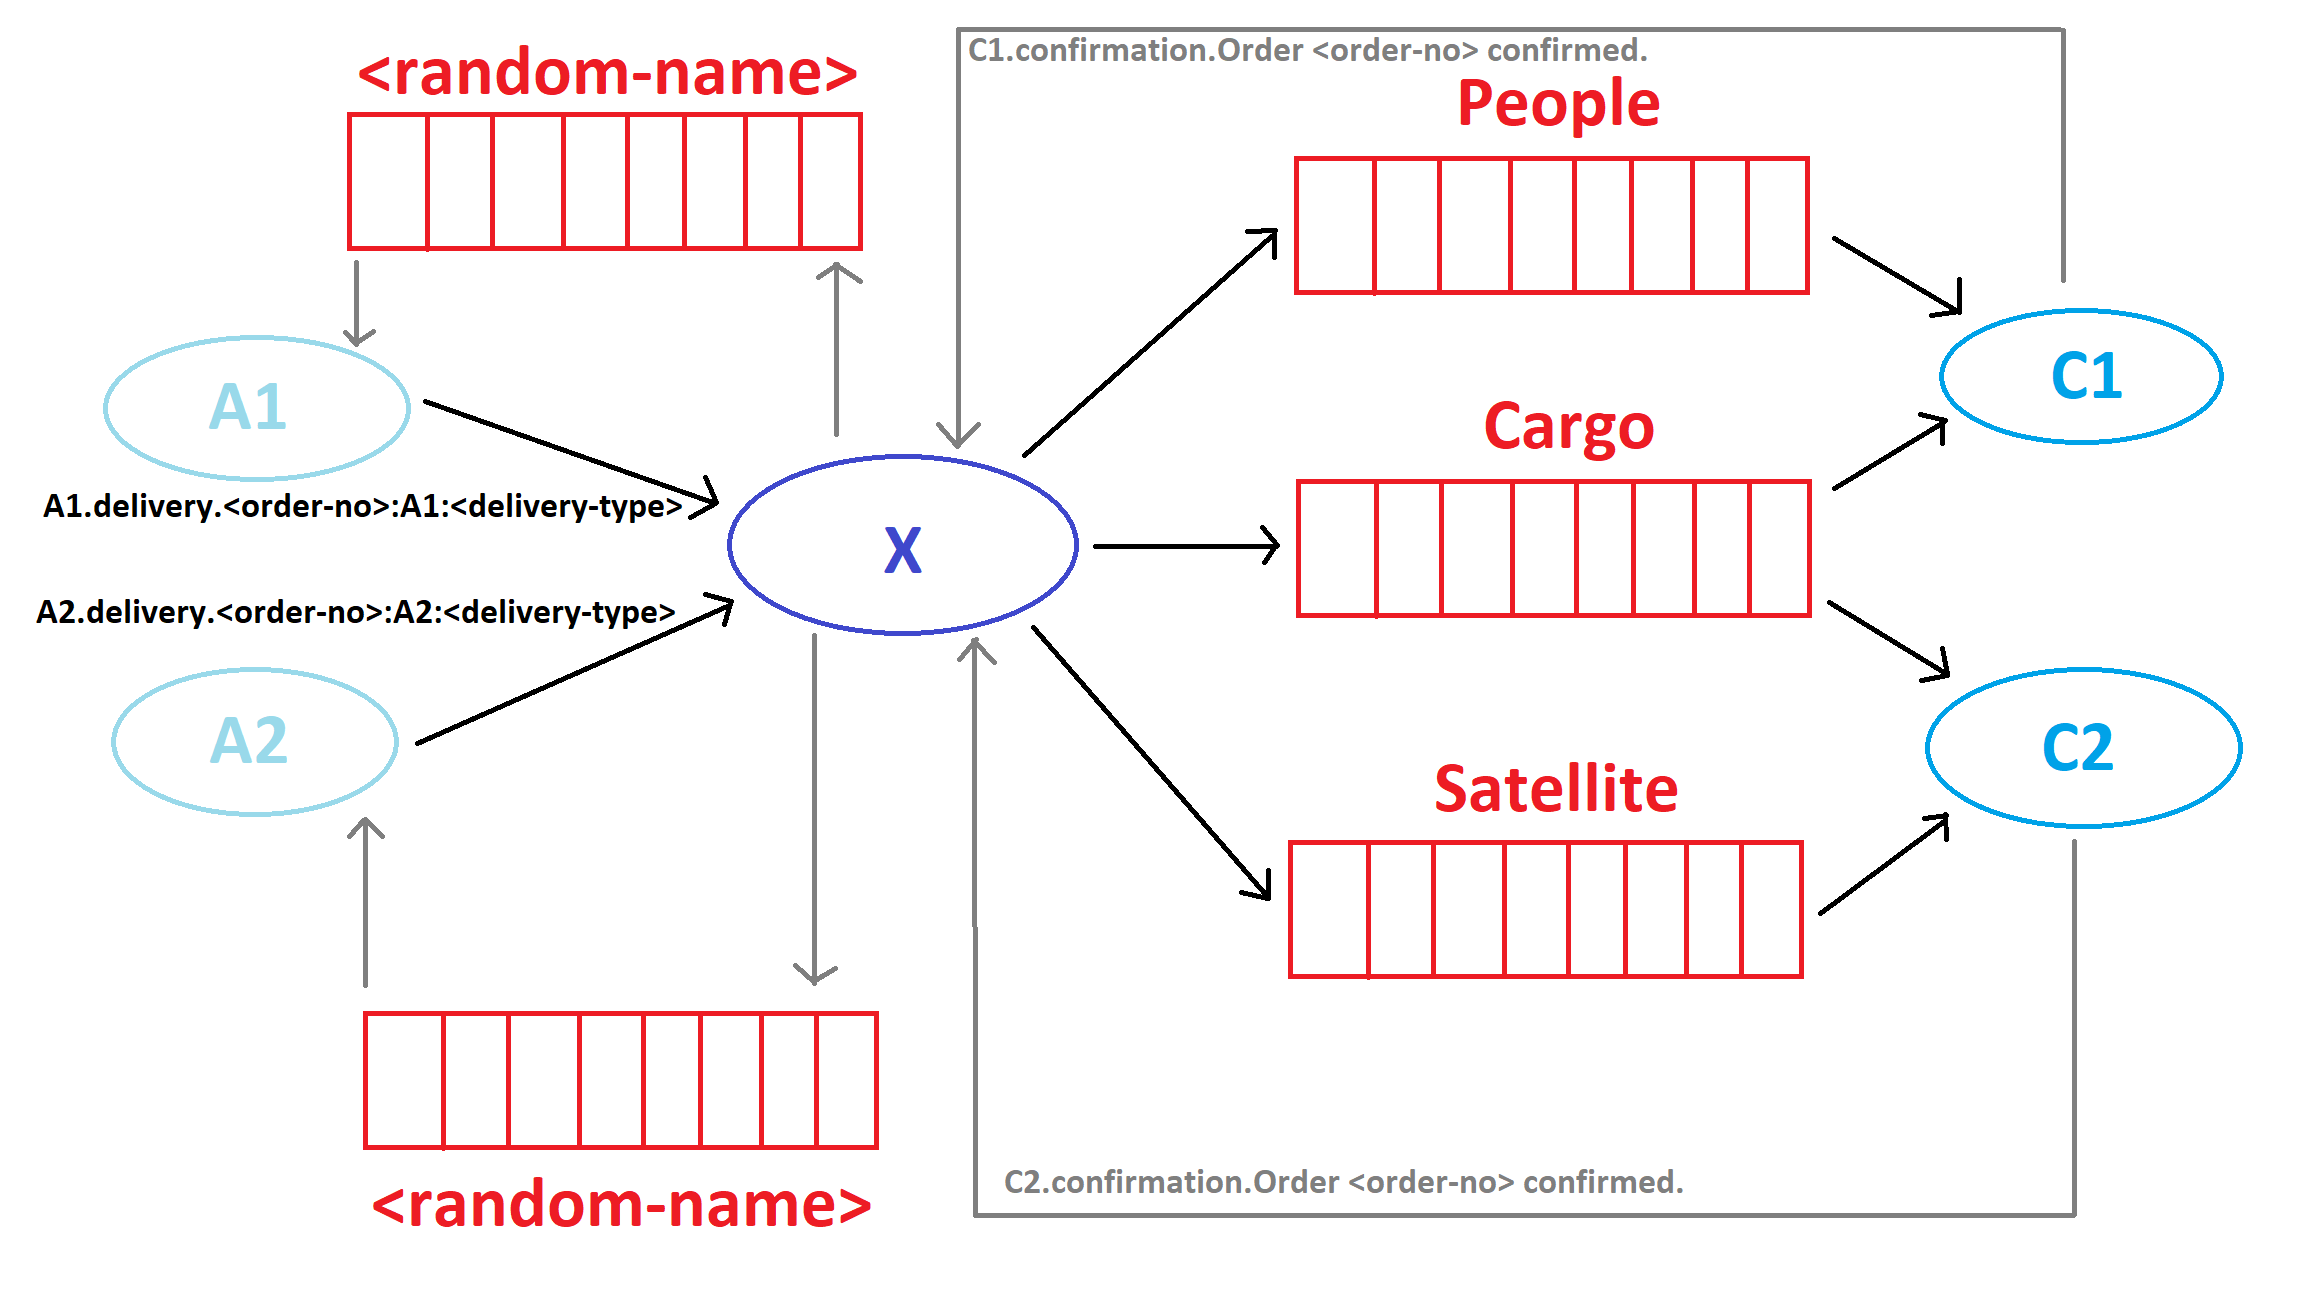 C1.confirmation.Order <order-no> confirmed.
<random-name>
People
A1
Cargo
C1
A1.delivery.<order-no>:A1:<delivery-type>
X
A2.delivery.<order-no>:A2:<delivery-type>
A2
Satellite
C2
C2.confirmation.Order <order-no> confirmed.
<random-name>